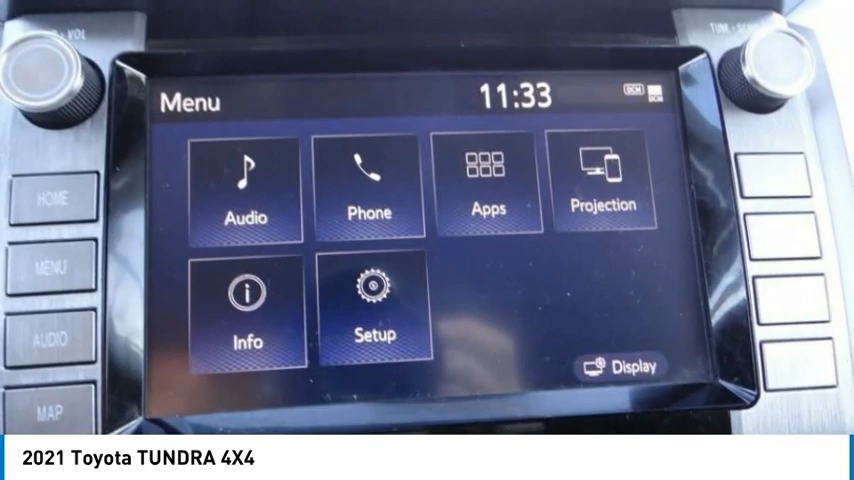 VOL
TUNE
Menu
11:33
DCM
DCM
Audio
Phone
Apps
Projection
HOME
MENU
Info
Setup
AUDIO
Display
MAP
2021 Toyota TUNDRA 4X4